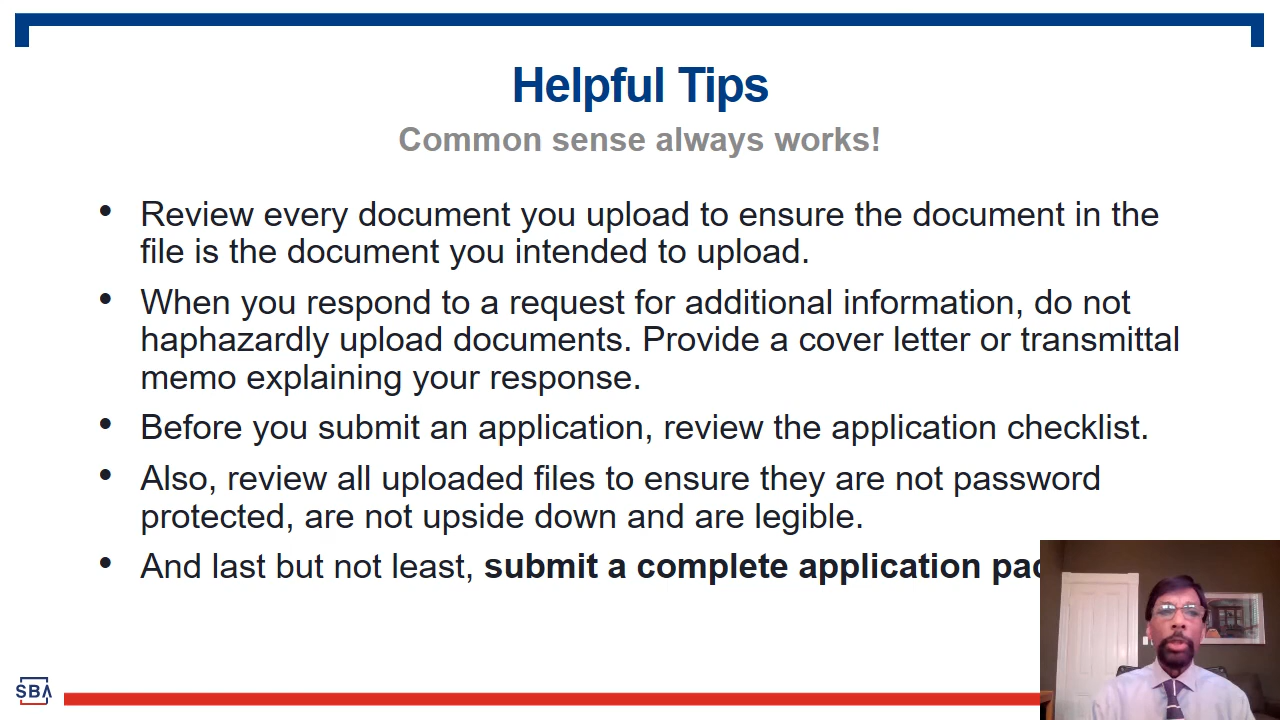 Helpful Tips
Common sense always works!
• Review every document you upload to ensure the document in the
file is the document you intended to upload.
• When you respond to a request for additional information, do not
haphazardly upload documents. Provide a cover letter or transmittal
memo explaining your response.
• Before you submit an application, review the application checklist.
• Also, review all uploaded files to ensure they are not password
protected, are not upside down and are legible.
• And last but not least, submit a complete application
SBA